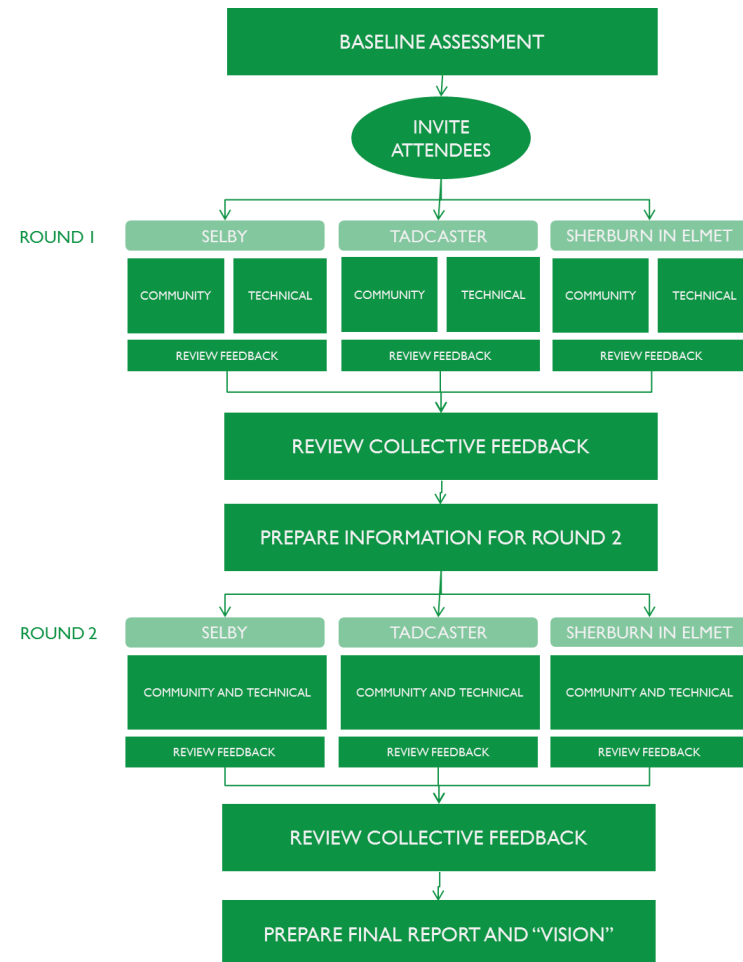 BASELINE ASSESSMENT
INVITE
ATTENDEES
ROUND 1
SELBY
TADCASTER
SHERBURN IN ELMET
COMMUNITY
TECHNICAL
COMMUNITY
TECHNICAL
COMMUNITY
TECHNICAL
REVIEW FEEDBACK
REVIEW FEEDBACK
REVIEW FEEDBACK
REVIEW COLLECTIVE FEEDBACK
PREPARE INFORMATION FOR ROUND 2
ROUND 2
SELBY
TADCASTER
SHERBURN IN ELMET
COMMUNITY AND TECHNICAL
COMMUNITY AND TECHNICAL
COMMUNITY AND TECHNICAL
REVIEW FEEDBACK
REVIEW FEEDBACK
REVIEW FEEDBACK
REVIEW COLLECTIVE FEEDBACK
PREPARE FINAL REPORT AND “VISION”